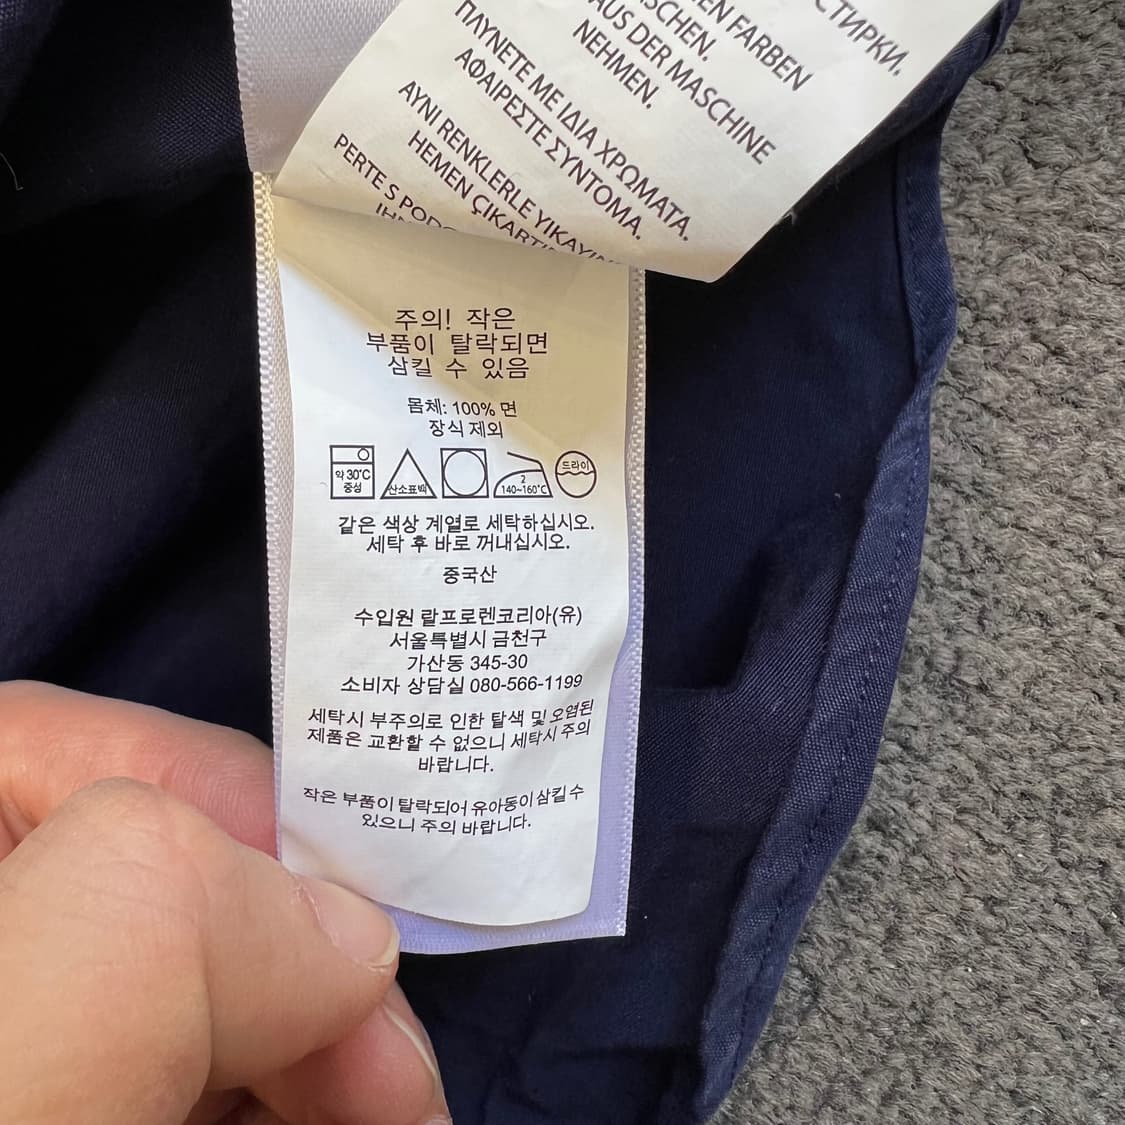 СТИРКИ.
EN FARBEN
SCHEN.
AUS DER MASCHINE
NEHMEN.
ΠΛΥΝΕΤΕ ΜΕ ΙΔΙΑ ΧΡΩΜΑΤΑ.
ΑΦΑΙΡΕΣΤΕ ΣΥΝΤΟΜΑ.
AYNI RENKLERLE YIKAYIN
HEMEN ÇIKARTI
PERTE S PODO
주의! 작은
부품이 탈락되면
삼킬 수 있음
몸체: 100% 면
장식 제외
약 30°C
중성
산소표백
2
140~160°C
드라이
같은 색상 계열로 세탁하십시오.
세탁 후 바로 꺼내십시오.
중국산
수입원 랄프로렌코리아(유)
서울특별시 금천구
가산동 345-30
소비자 상담실 080-566-1199
세탁시 부주의로 인한 탈색 및 오염된
제품은 교환할 수 없으니 세탁시 주의
바랍니다.
작은 부품이 탈락되어 유아동이 삼킬 수
있으니 주의 바랍니다.